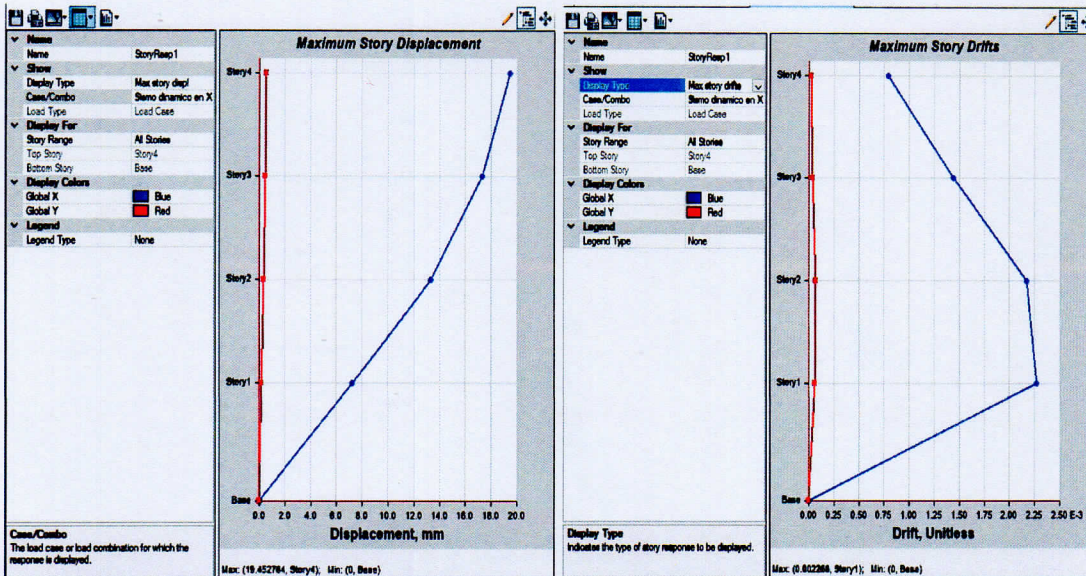 Name
Name StoryResp1
Show
Display Type Max story displ
Case/Combo Sismo dinamico en X
Load Type Load Case
Display For
Story Range All Stories
Top Story Story4
Bottom Story Base
Display Colors
Global X Blue
Global Y Red
Legend
Legend Type None
Case/Combo
The load case or load combination for which the
response is displayed.
Maximum Story Displacement
Story4
Story3
Story2
Story1
Base
0.0 2.0 4.0 6.0 8.0 10.0 12.0 14.0 16.0 18.0 20.0
Displacement, mm
Max: (19.452764, Story4); Min: (0, Base)
Name
Name StoryResp1
Show
Display Type Max story drifts
Case/Combo Sismo dinamico en X
Load Type Load Case
Display For
Story Range All Stories
Top Story Story4
Bottom Story Base
Display Colors
Global X Blue
Global Y Red
Legend
Legend Type None
Display Type
Indicates the type of story response to be displayed.
Maximum Story Drifts
Story4
Story3
Story2
Story1
Base
0.00 0.25 0.50 0.75 1.00 1.25 1.50 1.75 2.00 2.25 2.50 E-3
Drift, Unitless
Max: (0.002268, Story1); Min: (0, Base)